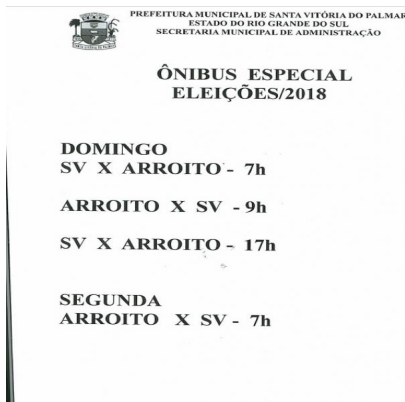 PREFEITURA MUNICIPAL DE SANTA VITÓRIA DO PALMAR
ESTADO DO RIO GRANDE DO SUL
SECRETARIA MUNICIPAL DE ADMINISTRAÇÃO
ÔNIBUS ESPECIAL
ELEIÇÕES/2018
DOMINGO
SV X ARROITO - 7h
ARROITO X SV - 9h
SV X ARROITO - 17h
SEGUNDA
ARROITO X SV - 7h